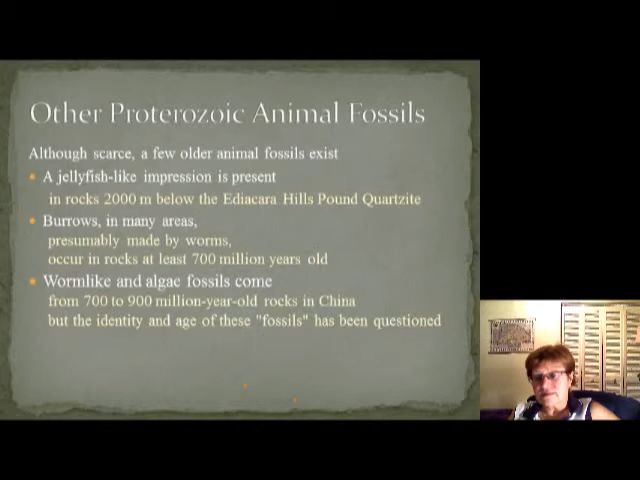 Other Proterozoic Animal Fossils
Although scarce, a few older animal fossils exist
A jellyfish-like impression is present
in rocks 2000 m below the Ediacara Hills Pound Quartzite
Burrows, in many areas,
presumably made by worms,
occur in rocks at least 700 million years old
Wormlike and algae fossils come
from 700 to 900 million-year-old rocks in China
but the identity and age of these "fossils" has been questioned